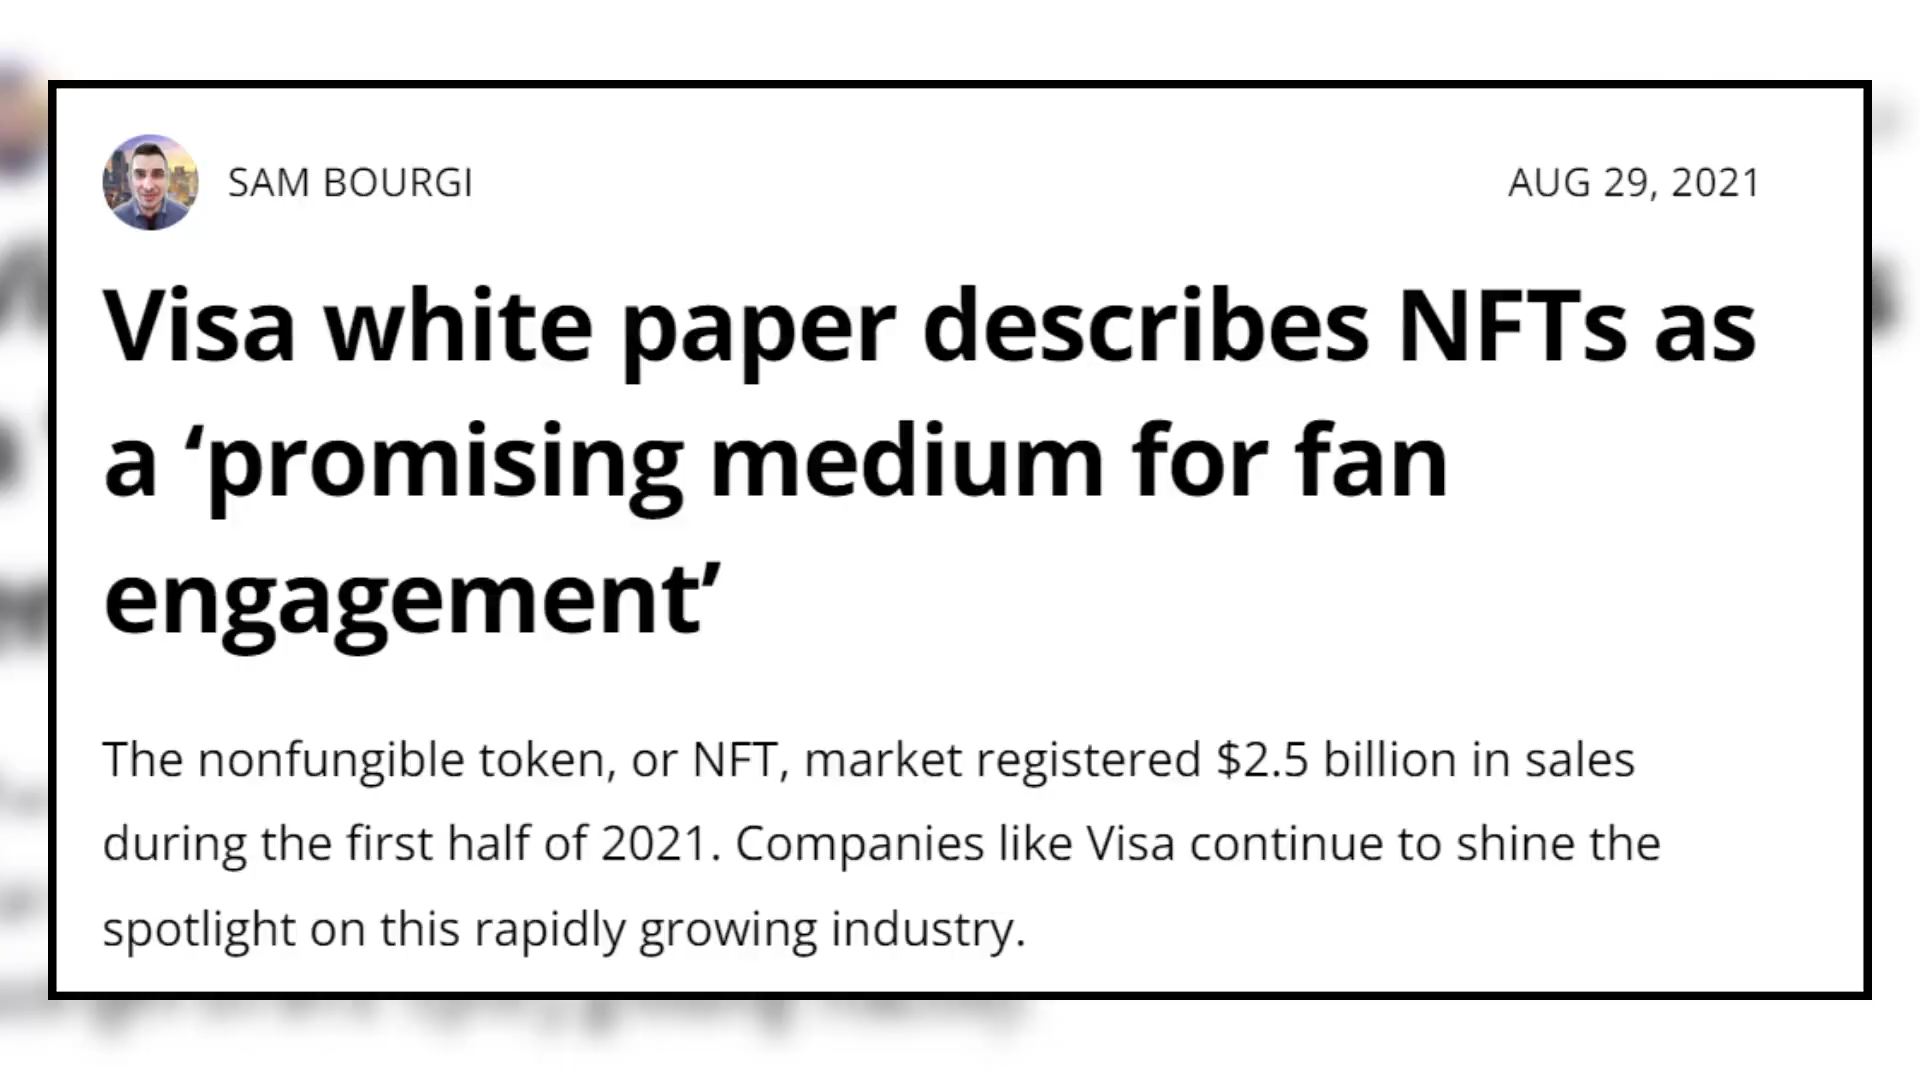 SAM BOURGI
AUG 29, 2021
Visa white paper describes NFTs as
a ‘promising medium for fan
engagement’
The nonfungible token, or NFT, market registered $2.5 billion in sales
during the first half of 2021. Companies like Visa continue to shine the
spotlight on this rapidly growing industry.